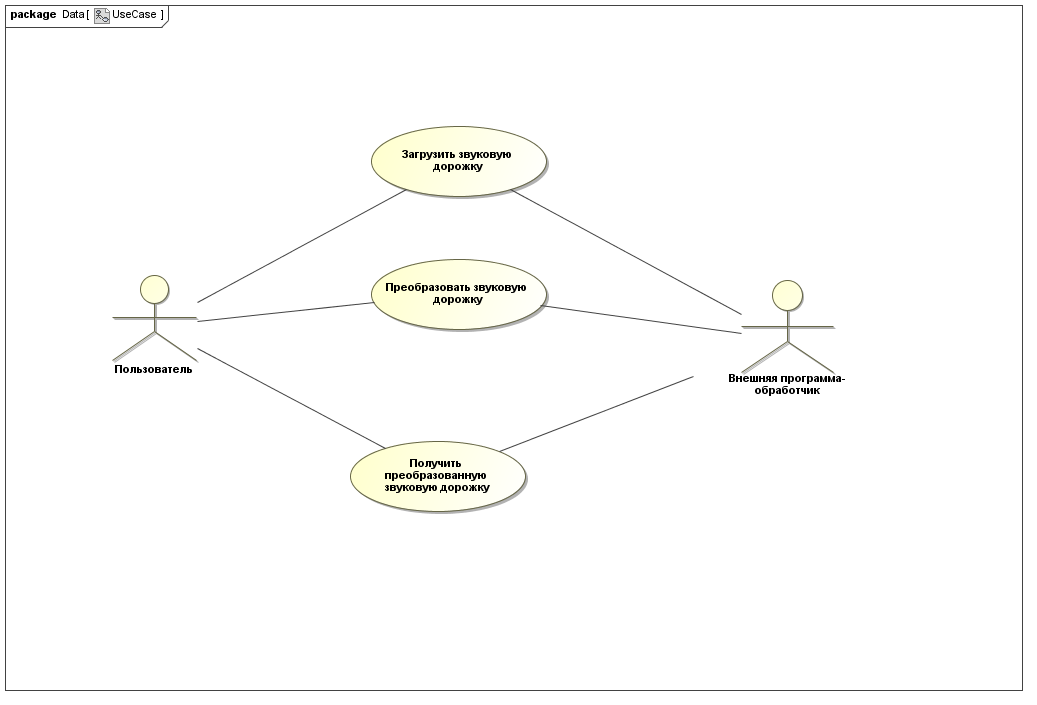 package Data [ UseCase ]
Загрузить звуковую
дорожку
Преобразовать звуковую
дорожку
Пользователь
Внешняя программа-
обработчик
Получить
преобразованную
звуковую дорожку